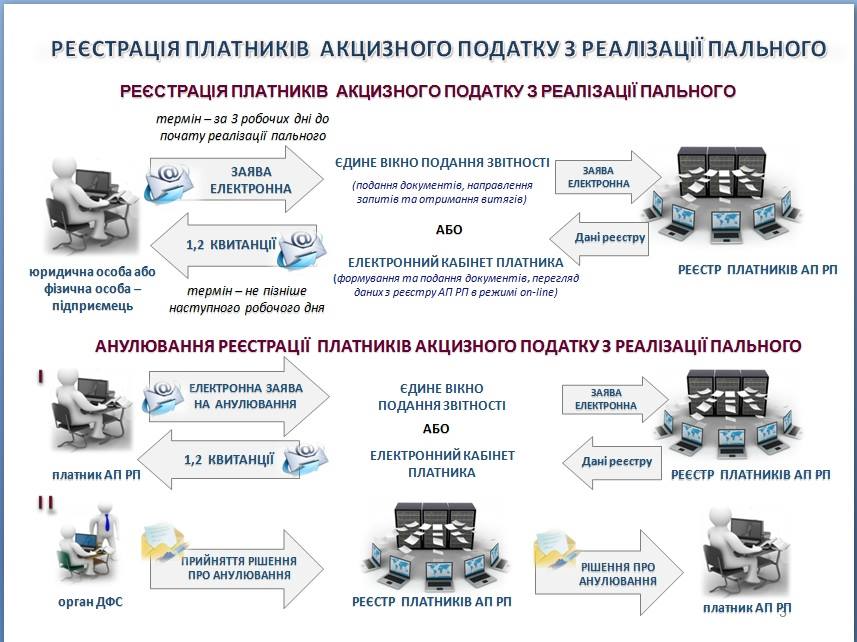 РЕЄСТРАЦІЯ ПЛАТНИКІВ АКЦИЗНОГО ПОДАТКУ З РЕАЛІЗАЦІЇ ПАЛЬНОГО
РЕЄСТРАЦІЯ ПЛАТНИКІВ АКЦИЗНОГО ПОДАТКУ З РЕАЛІЗАЦІЇ ПАЛЬНОГО
термін – за 3 робочих дні до
почату реалізації пального
ЗАЯВА
ЕЛЕКТРОННА
ЄДИНЕ ВІКНО ПОДАННЯ ЗВІТНОСТІ
(подання документів, направлення
запитів та отримання витягів)
ЗАЯВА
ЕЛЕКТРОННА
АБО
1,2 КВИТАНЦІЇ
Дані реєстру
ЕЛЕКТРОННИЙ КАБІНЕТ ПЛАТНИКА
(формування та подання документів, перегляд
даних з реєстру АП РП в режимі on-line)
юридична особа або
фізична особа –
підприємець
РЕЄСТР ПЛАТНИКІВ АП РП
термін – не пізніше
наступного робочого дня
АНУЛЮВАННЯ РЕЄСТРАЦІЇ ПЛАТНИКІВ АКЦИЗНОГО ПОДАТКУ З РЕАЛІЗАЦІЇ ПАЛЬНОГО
I
ЕЛЕКТРОННА ЗАЯВА
НА АНУЛЮВАННЯ
ЄДИНЕ ВІКНО
ПОДАННЯ ЗВІТНОСТІ
ЗАЯВА
ЕЛЕКТРОННА
АБО
1,2 КВИТАНЦІЇ
ЕЛЕКТРОННИЙ КАБІНЕТ
ПЛАТНИКА
Дані реєстру
платник АП РП
РЕЄСТР ПЛАТНИКІВ АП РП
II
ПРИЙНЯТТЯ РІШЕННЯ
ПРО АНУЛЮВАННЯ
РІШЕННЯ ПРО
АНУЛЮВАННЯ
орган ДФС
РЕЄСТР ПЛАТНИКІВ АП РП
платник АП РП